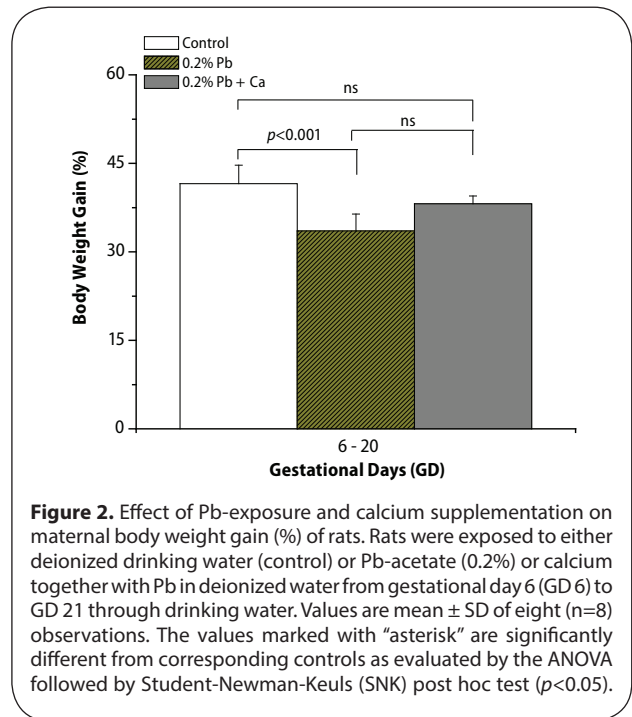 Control
0.2% Pb
0.2% Pb + Ca
60
45
30
15
0
Body Weight Gain (%)
ns
p<0.001
ns
6 - 20
Gestational Days (GD)
Figure 2. Effect of Pb-exposure and calcium supplementation on
maternal body weight gain (%) of rats. Rats were exposed to either
deionized drinking water (control) or Pb-acetate (0.2%) or calcium
together with Pb in deionized water from gestational day 6 (GD 6) to
GD 21 through drinking water. Values are mean ± SD of eight (n=8)
observations. The values marked with “asterisk” are significantly
different from corresponding controls as evaluated by the ANOVA
followed by Student-Newman-Keuls (SNK) post hoc test (p<0.05).